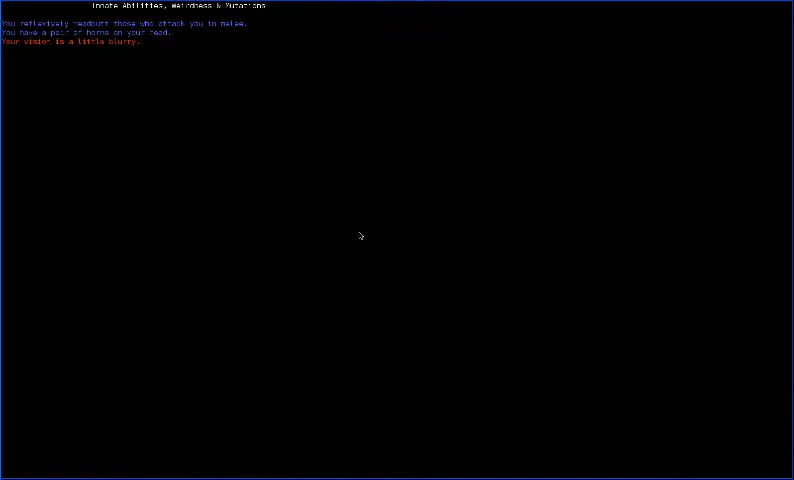 Innate Abilities, Weirdness & Mutations
You reflexively headbutt those who attack you in melee.
You have a pair of horns on your head.
Your vision is a little blurry.